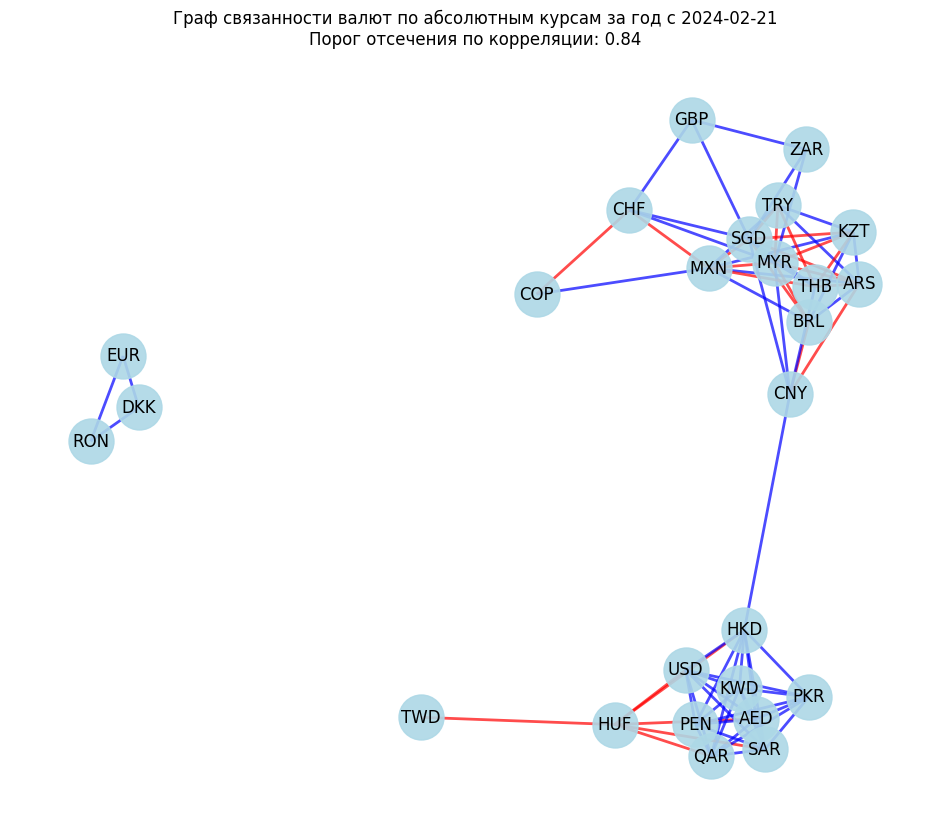 Граф связанности валют по абсолютным курсам за год с 2024-02-21
Порог отсечения по корреляции: 0.84
GBP
ZAR
TRY
CHF
KZT
SGD
MYR
MXN
THB
ARS
COP
BRL
EUR
CNY
DKK
RON
HKD
USD
KWD
PKR
TWD
HUF
PEN
AED
SAR
QAR